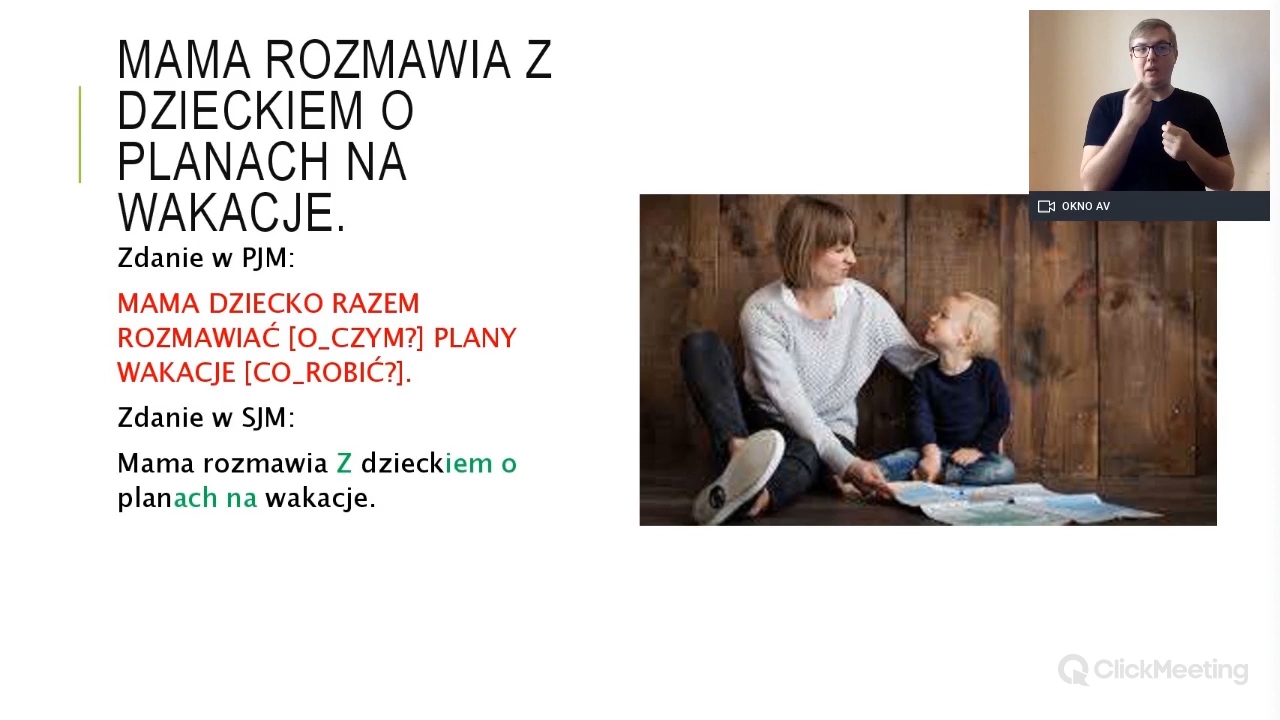 MAMA ROZMAWIA Z
DZIECKIEM O
PLANACH NA
WAKACJE.
Zdanie w PJM:
MAMA DZIECKO RAZEM
ROZMAWIAĆ [O_CZYM?] PLANY
WAKACJE [CO_ROBIĆ?].
Zdanie w SJM:
Mama rozmawia Z dzieckiem o
planach na wakacje.
OKNO AV
ClickMeeting